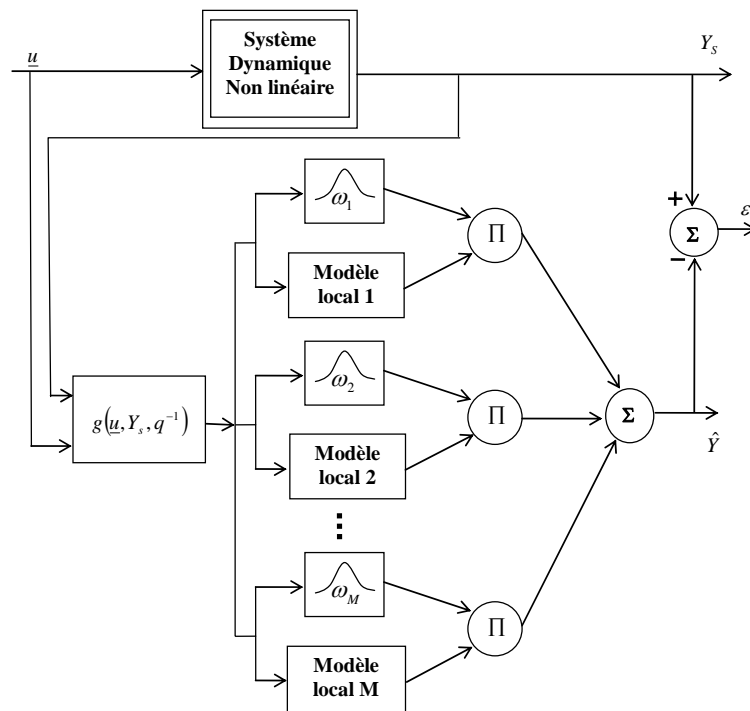 Système
Dynamique
Non linéaire
u
Y_S
ω_1
Π
Modèle
local 1
+
Σ
ε
−
g(u, Y_s, q^{-1})
ω_2
Π
Σ
Ŷ
Modèle
local 2
⋮
ω_M
Π
Modèle
local M